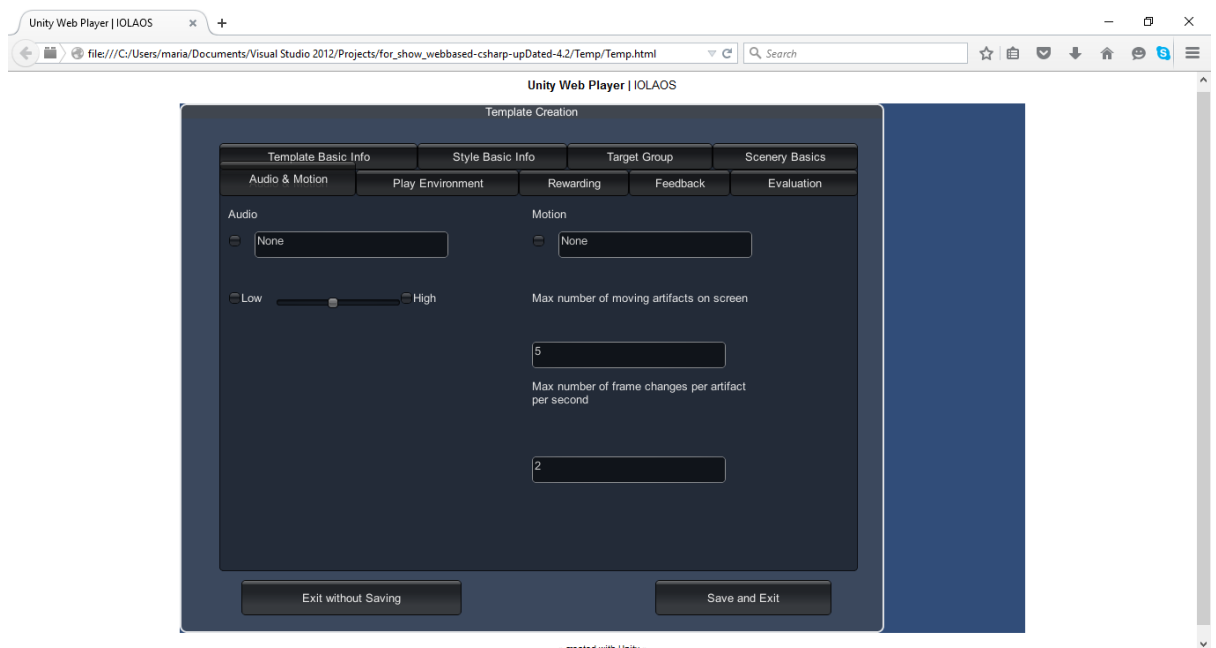 Unity Web Player | IOLAOS
file:///C:/Users/maria/Documents/Visual Studio 2012/Projects/for_show_webbased-csharp-upDated-4.2/Temp/Temp.html
Search
Unity Web Player | IOLAOS
Template Creation
Template Basic Info Style Basic Info Target Group Scenery Basics
Audio & Motion Play Environment Rewarding Feedback Evaluation
Audio Motion
None None
Low High Max number of moving artifacts on screen
5
Max number of frame changes per artifact
per second
2
Exit without Saving Save and Exit
created with Unity